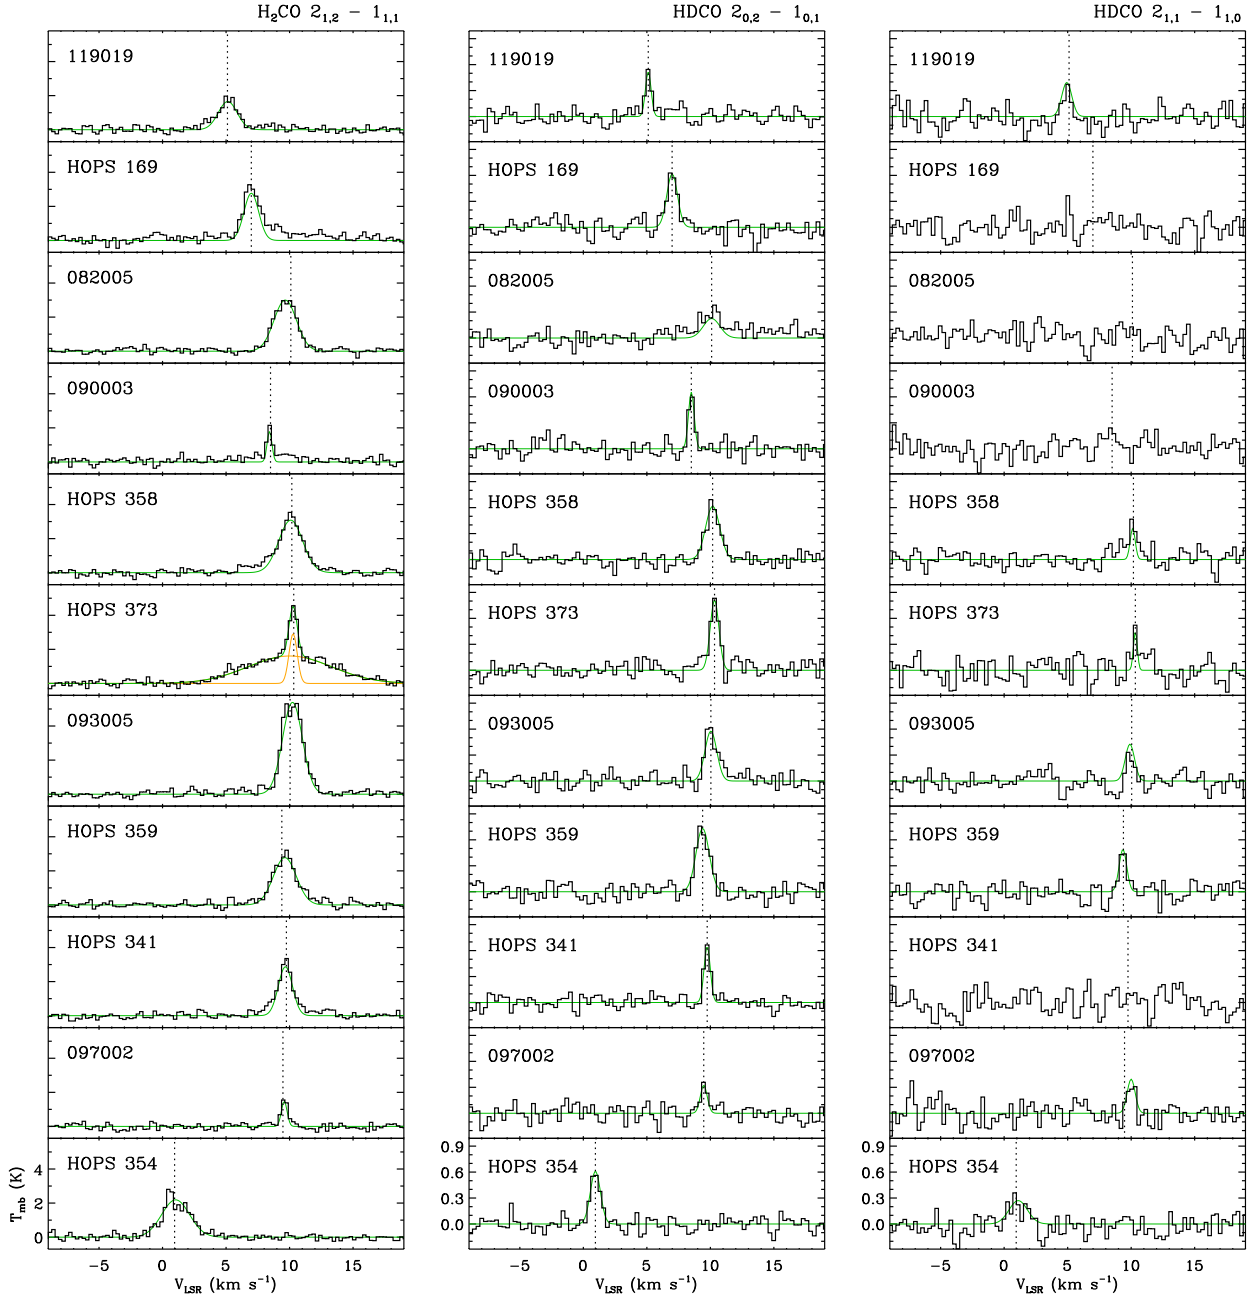 H₂CO 2₁,₂ − 1₁,₁ HDCO 2₀,₂ − 1₀,₁ HDCO 2₁,₁ − 1₁,₀
119019 119019 119019
HOPS 169 HOPS 169 HOPS 169
082005 082005 082005
090003 090003 090003
HOPS 358 HOPS 358 HOPS 358
HOPS 373 HOPS 373 HOPS 373
093005 093005 093005
HOPS 359 HOPS 359 HOPS 359
HOPS 341 HOPS 341 HOPS 341
097002 097002 097002
HOPS 354 HOPS 354 HOPS 354
T_mb (K)
4
2
0
0.9
0.6
0.3
0.0
0.9
0.6
0.3
0.0
−5 0 5 10 15 −5 0 5 10 15 −5 0 5 10 15
V_LSR (km s⁻¹) V_LSR (km s⁻¹) V_LSR (km s⁻¹)